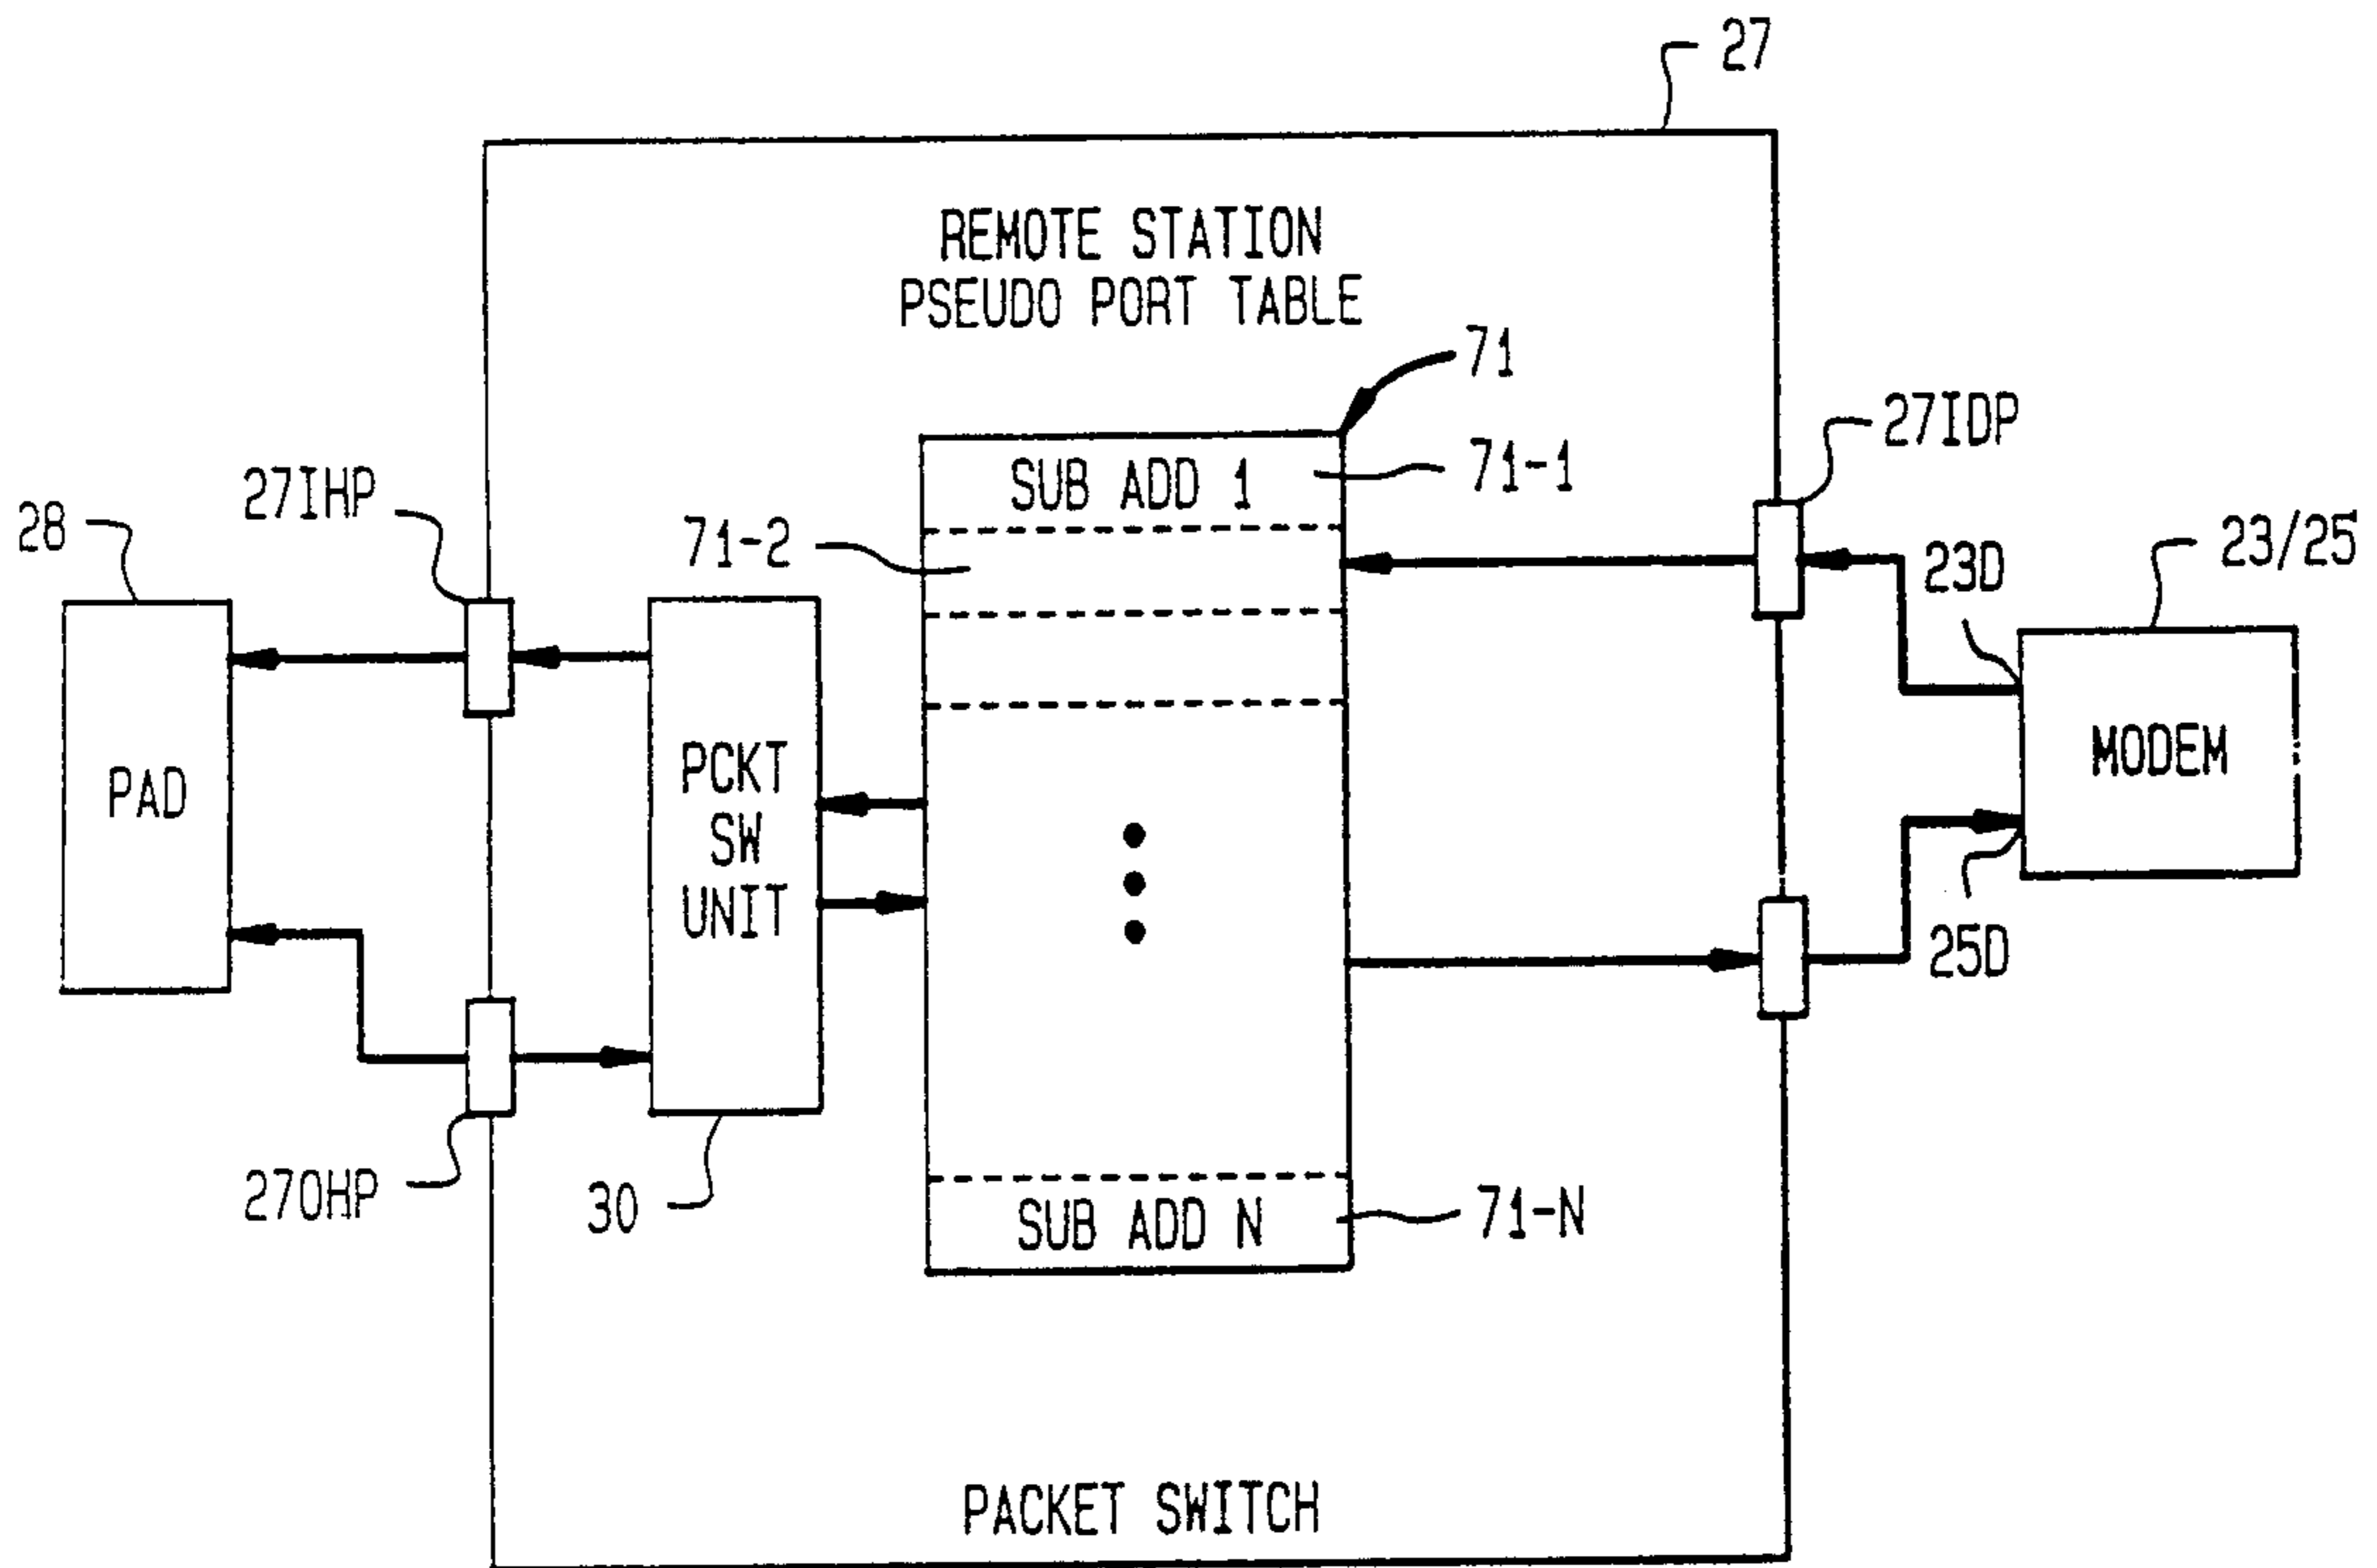 27
REMOTE STATION
PSEUDO PORT TABLE
71
27IDP
SUB ADD 1
71-1
27IHP
28
71-2
23/25
23D
PAD
PCKT
SW
UNIT
MODEM
25D
27OHP
30
SUB ADD N
71-N
PACKET SWITCH